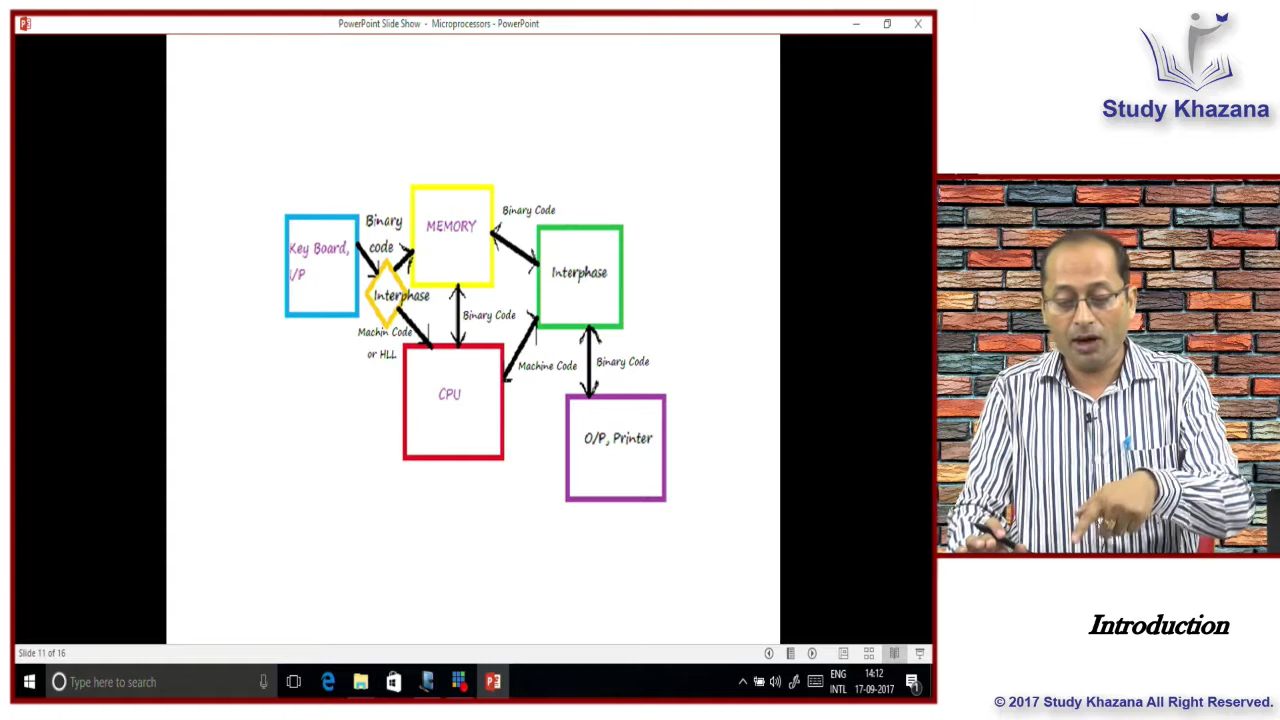 PowerPoint Slide Show - Microprocessors - PowerPoint
Study Khazana
Key Board,
I/P
Binary
code
MEMORY
Binary Code
Interphase
Interphase
Binary Code
Machin Code
or HLL
Machine Code
Binary Code
CPU
O/P, Printer
Introduction
Slide 11 of 16
Type here to search
ENG
INTL
14:12
17-09-2017
1
© 2017 Study Khazana All Right Reserved.